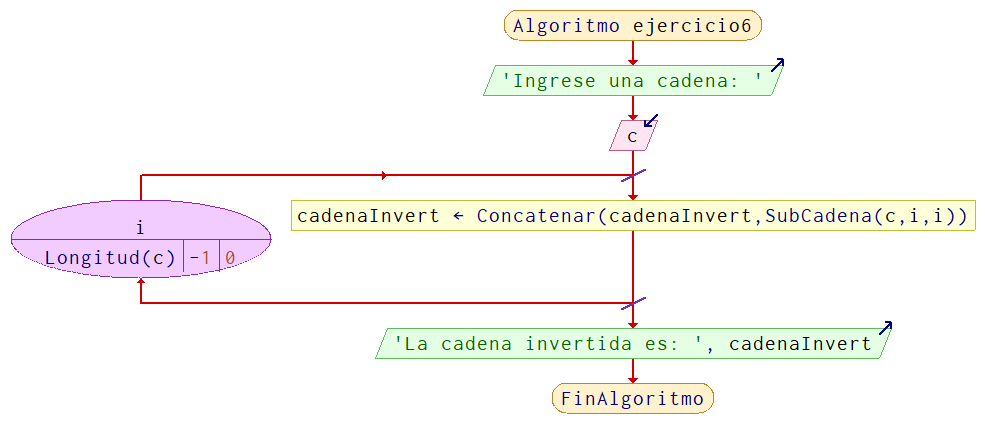 Algoritmo ejercicio6
'Ingrese una cadena: '
c
i
cadenaInvert ← Concatenar(cadenaInvert,SubCadena(c,i,i))
Longitud(c) -1 0
'La cadena invertida es: ', cadenaInvert
FinAlgoritmo